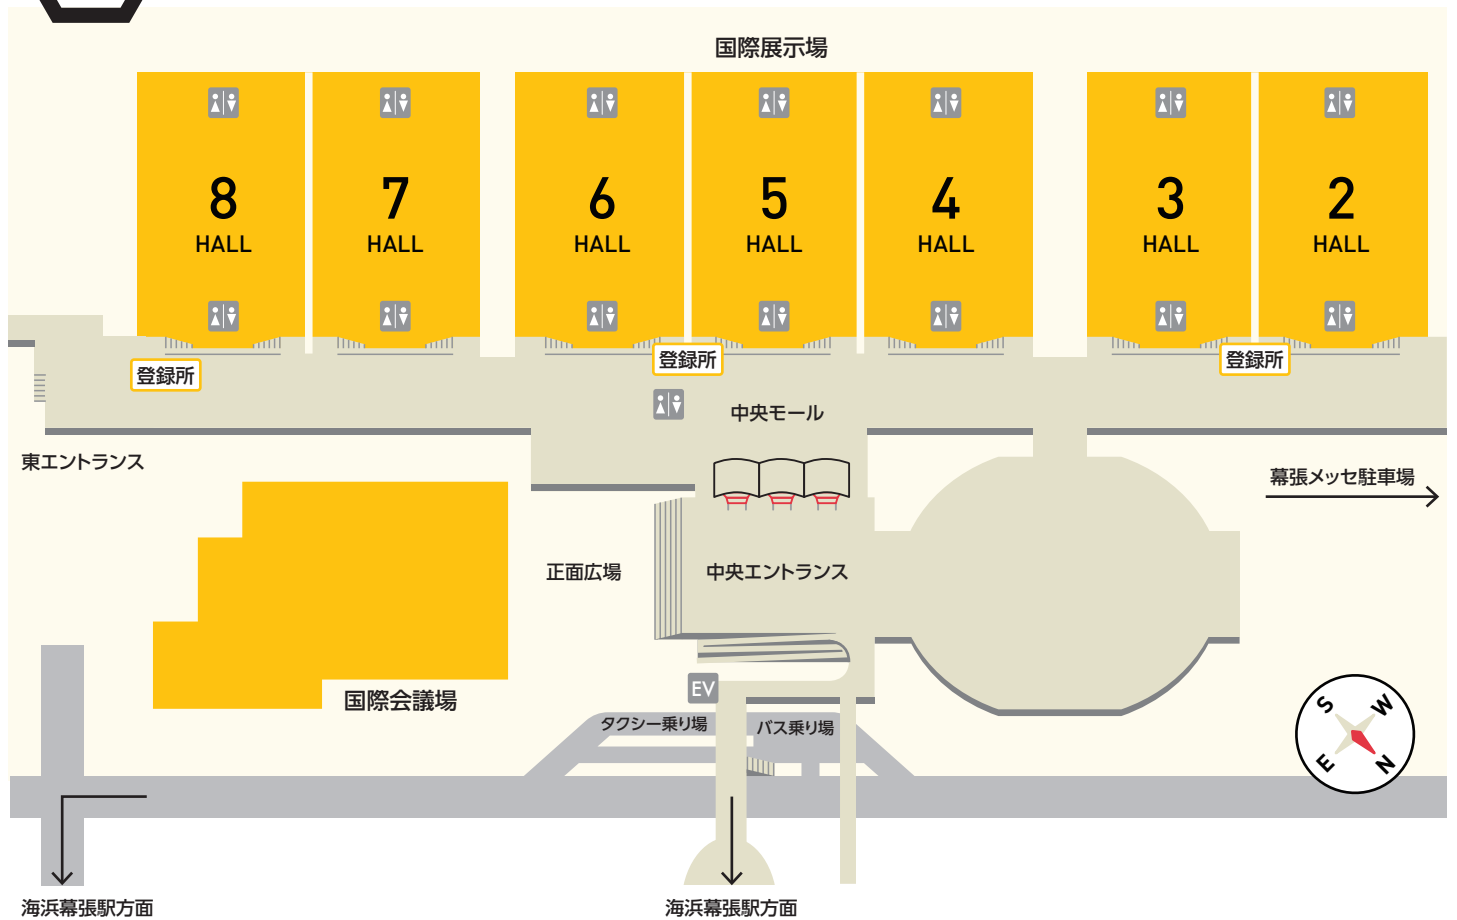 国際展示場
8
HALL
7
HALL
6
HALL
5
HALL
4
HALL
3
HALL
2
HALL
登録所
登録所
登録所
中央モール
東エントランス
幕張メッセ駐車場
正面広場
中央エントランス
国際会議場
EV
タクシー乗り場
バス乗り場
S
W
E
N
海浜幕張駅方面
海浜幕張駅方面